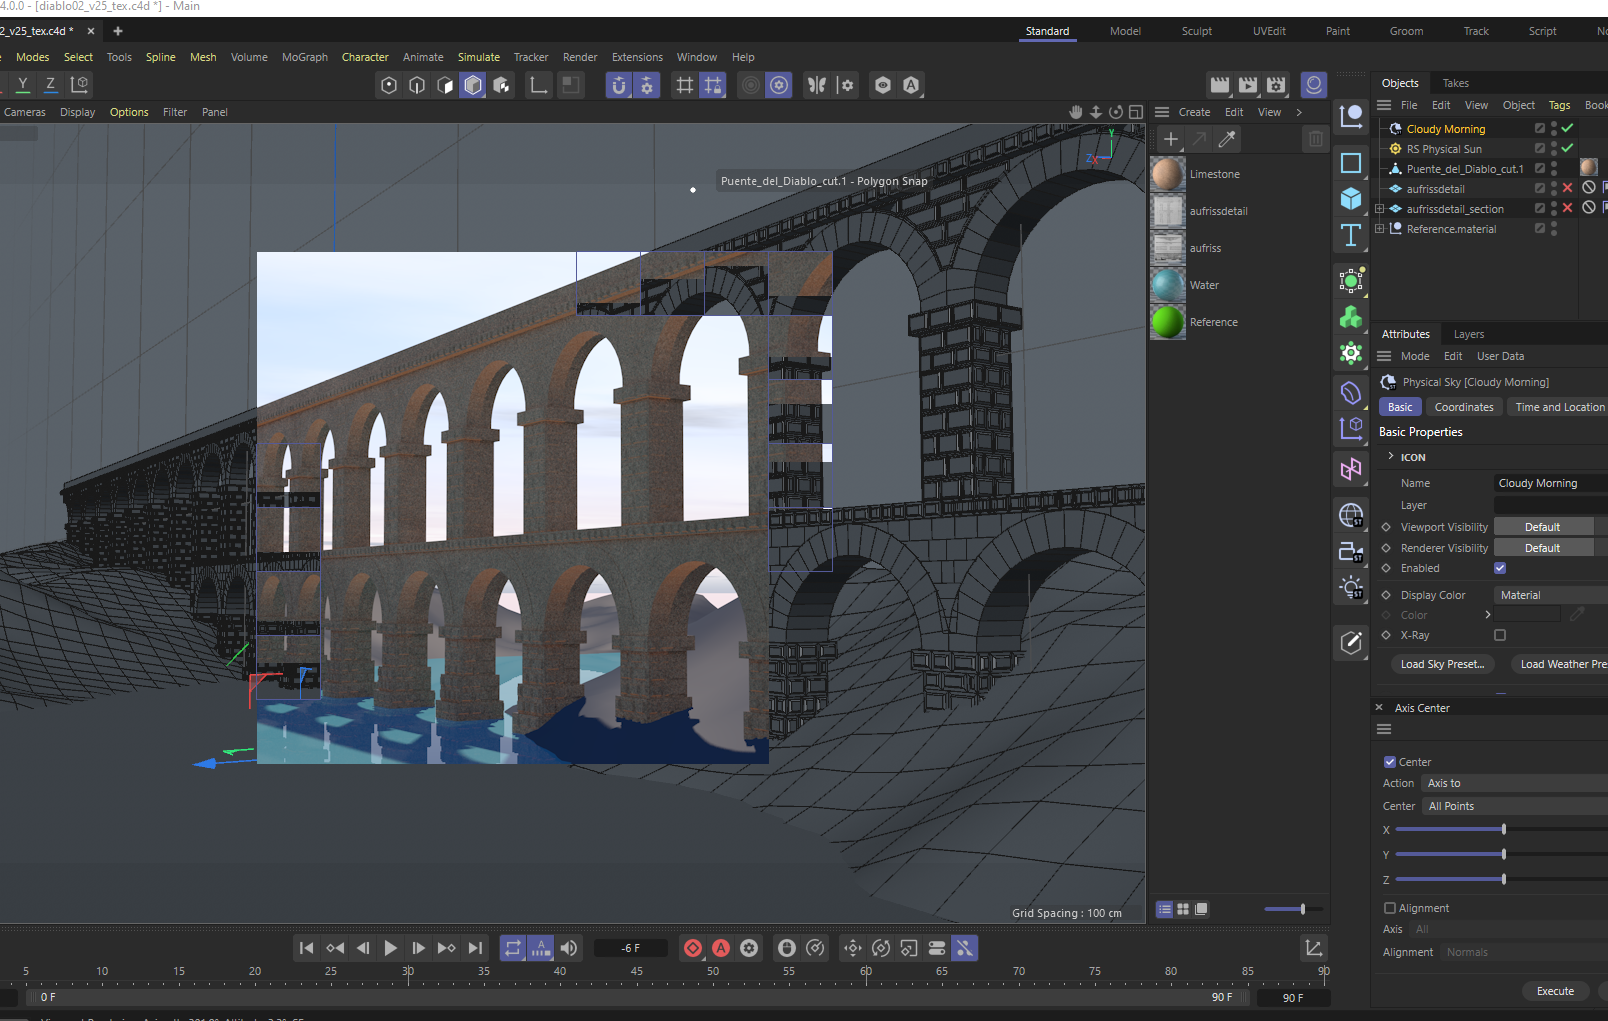 4.0.0 - [diablo02_v25_tex.c4d *] - Main
2_v25_tex.c4d *
Standard Model Sculpt UVEdit Paint Groom Track Script
Modes Select Tools Spline Mesh Volume MoGraph Character Animate Simulate Tracker Render Extensions Window Help
Y Z
Objects Takes
Cameras Display Options Filter Panel
Create Edit View
File Edit View Object Tags Book
Cloudy Morning
RS Physical Sun
Puente_del_Diablo_cut.1
aufrissdetail
aufrissdetail_section
Reference.material
Y
Z X
Puente_del_Diablo_cut.1 - Polygon Snap
Limestone
aufrissdetail
aufriss
Water
Reference
Attributes Layers
Mode Edit User Data
Physical Sky [Cloudy Morning]
Basic Coordinates Time and Location
Basic Properties
ICON
Name Cloudy Morning
Layer
Viewport Visibility Default
Renderer Visibility Default
Enabled
Display Color Material
Color
X-Ray
Load Sky Preset... Load Weather Pre
Axis Center
Center
Action Axis to
Center All Points
X
Y
Z
Alignment
Axis All
Alignment Normals
Execute
Grid Spacing : 100 cm
-6 F
5 10 15 20 25 30 35 40 45 50 55 60 65 70 75 80 85 90
0 F 90 F 90 F